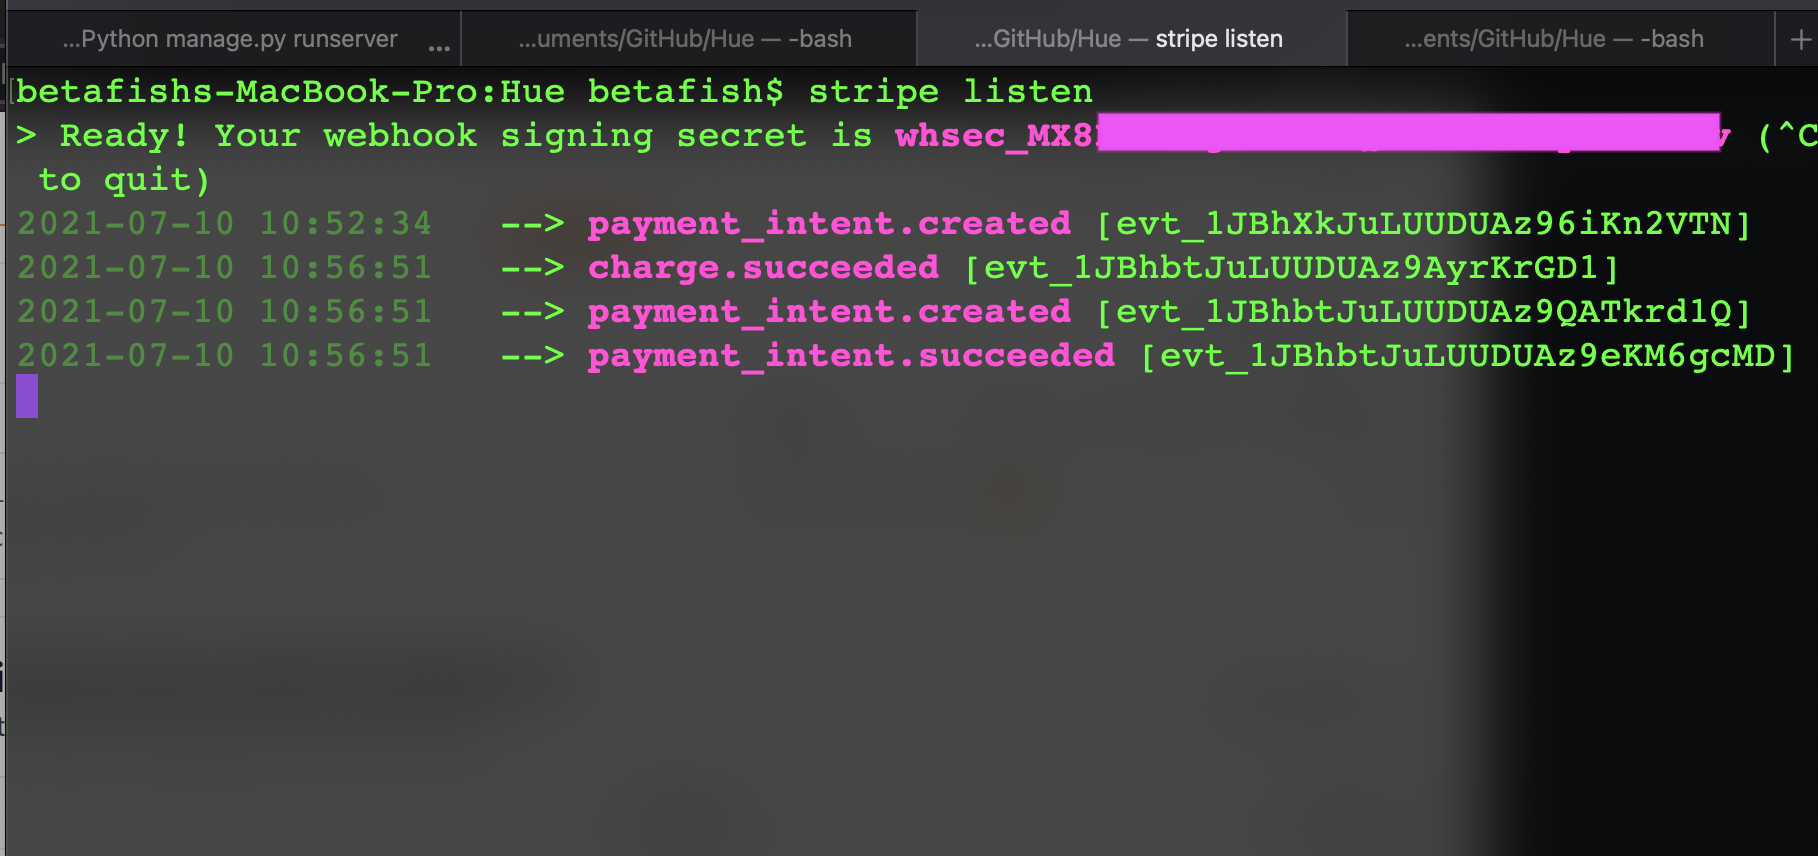 ...Python manage.py runserver ...
...uments/GitHub/Hue — -bash
...GitHub/Hue — stripe listen
...ents/GitHub/Hue — -bash
+
[betafishs-MacBook-Pro:Hue betafish$ stripe listen
> Ready! Your webhook signing secret is whsec_MX8 (^C
to quit)
2021-07-10 10:52:34 --> payment_intent.created [evt_1JBhXkJuLUUDUAz96iKn2VTN]
2021-07-10 10:56:51 --> charge.succeeded [evt_1JBhbtJuLUUDUAz9AyrKrGD1]
2021-07-10 10:56:51 --> payment_intent.created [evt_1JBhbtJuLUUDUAz9QATkrdlQ]
2021-07-10 10:56:51 --> payment_intent.succeeded [evt_1JBhbtJuLUUDUAz9eKM6gcMD]